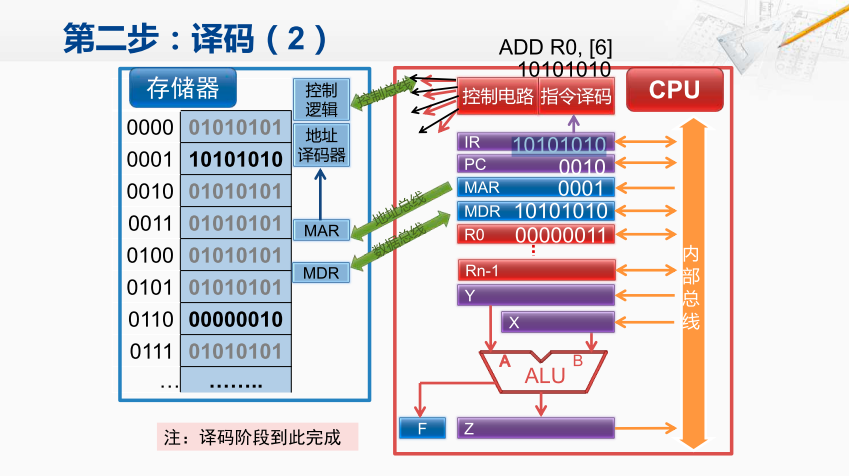 第二步：译码（2）
ADD R0, [6]
10101010
存储器
控制
逻辑
控制总线
控制电路
指令译码
CPU
0000 01010101
地址
译码器
0001 10101010
0010 01010101
0011 01010101
0100 01010101
0101 01010101
0110 00000010
0111 01010101
… ……..
MAR
MDR
地址总线
数据总线
IR 10101010
PC 0010
MAR 0001
MDR 10101010
R0 00000011
⋮
Rn-1
Y
X
内
部
总
线
A
B
ALU
F
Z
注：译码阶段到此完成